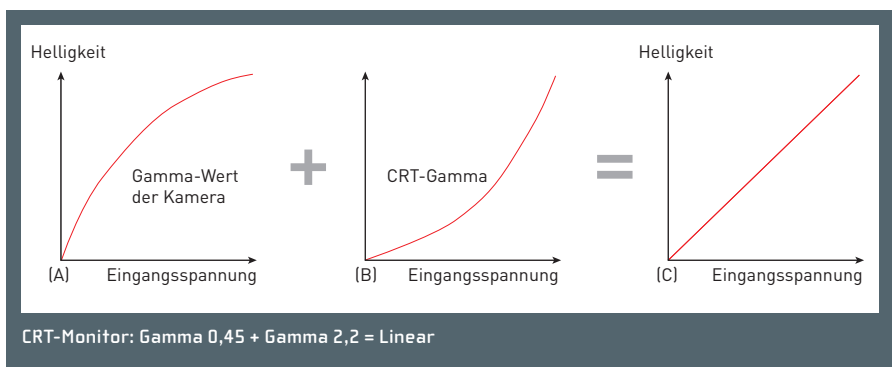 Helligkeit
Helligkeit
Gamma-Wert
der Kamera
+
CRT-Gamma
=
(A) Eingangsspannung
(B) Eingangsspannung
(C) Eingangsspannung
CRT-Monitor: Gamma 0,45 + Gamma 2,2 = Linear